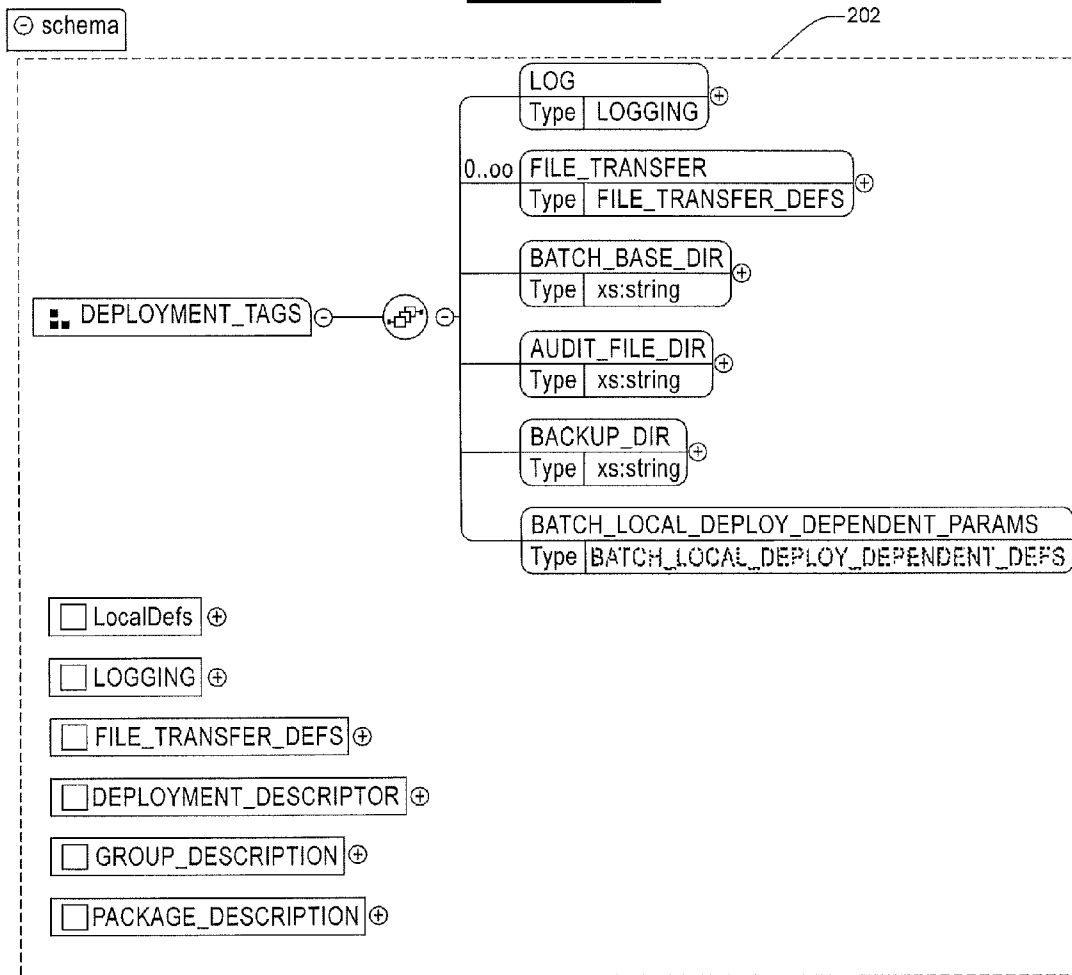 202
schema
LOG
Type LOGGING
0..oo
FILE_TRANSFER
Type FILE_TRANSFER_DEFS
BATCH_BASE_DIR
Type xs:string
DEPLOYMENT_TAGS
AUDIT_FILE_DIR
Type xs:string
BACKUP_DIR
Type xs:string
BATCH_LOCAL_DEPLOY_DEPENDENT_PARAMS
Type BATCH_LOCAL_DEPLOY_DEPENDENT_DEFS
LocalDefs
LOGGING
FILE_TRANSFER_DEFS
DEPLOYMENT_DESCRIPTOR
GROUP_DESCRIPTION
PACKAGE_DESCRIPTION